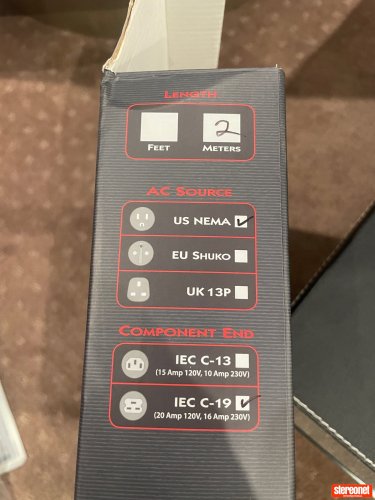 Length
2
Feet
Meters
AC Source
US NEMA ✓
EU Shuko
UK 13P
Component End
IEC C-13
(15 Amp 120V, 10 Amp 230V)
IEC C-19 ✓
(20 Amp 120V, 16 Amp 230V)
stereonet